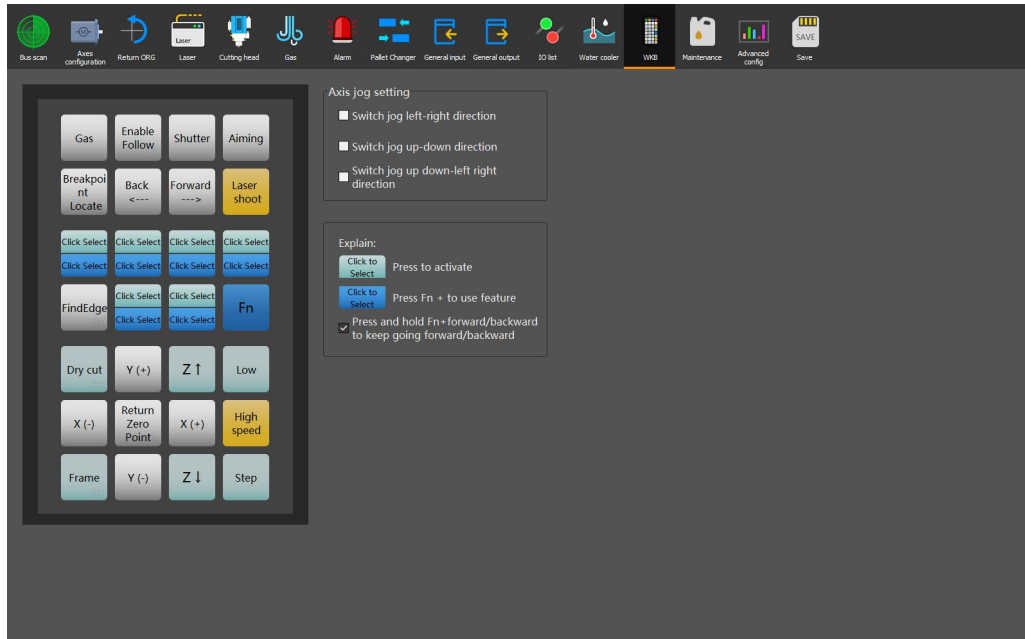 Bus scan
Axes
configuration
Return ORG
Laser
Laser
Cutting head
Gas
Alarm
Pallet Changer
General input
General output
IO list
Water cooler
WKB
Maintenance
Advanced
config
SAVE
Save
Gas
Enable
Follow
Shutter
Aiming
Breakpoi
nt
Locate
Back
<---
Forward
--->
Laser
shoot
Click Select Click Select Click Select Click Select
Click Select Click Select Click Select Click Select
FindEdge
Click Select Click Select
Click Select Click Select
Fn
Dry cut
Y (+)
Z ↑
Low
X (-)
Return
Zero
Point
X (+)
High
speed
Frame
Y (-)
Z ↓
Step
Axis jog setting
Switch jog left-right direction
Switch jog up-down direction
Switch jog up down-left right
direction
Explain:
Click to
Select
Press to activate
Click to
Select
Press Fn + to use feature
Press and hold Fn+forward/backward
to keep going forward/backward